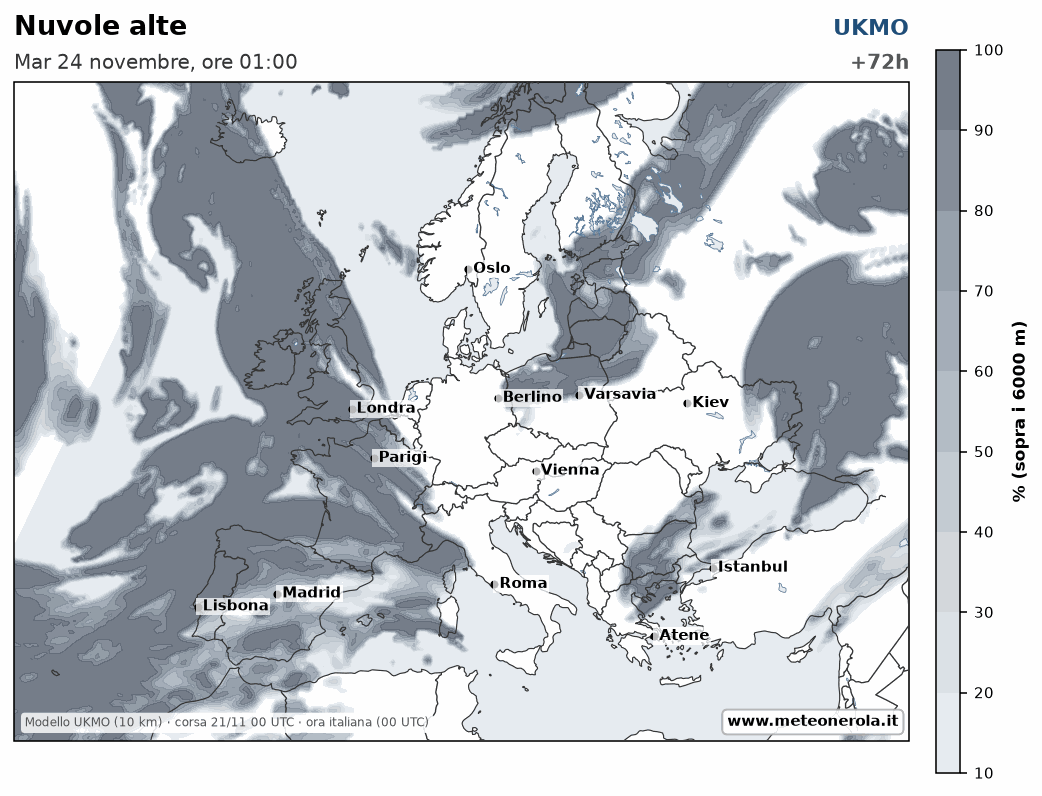 Nuvole alte
UKMO
Mar 24 novembre, ore 01:00
+72h
100
90
80
70
60
50
40
30
20
10
% (sopra i 6000 m)
Oslo
Berlino
Varsavia
Londra
Kiev
Parigi
Vienna
Istanbul
Roma
Madrid
Lisbona
Atene
Modello UKMO (10 km) · corsa 21/11 00 UTC · ora italiana (00 UTC)
www.meteonerola.it